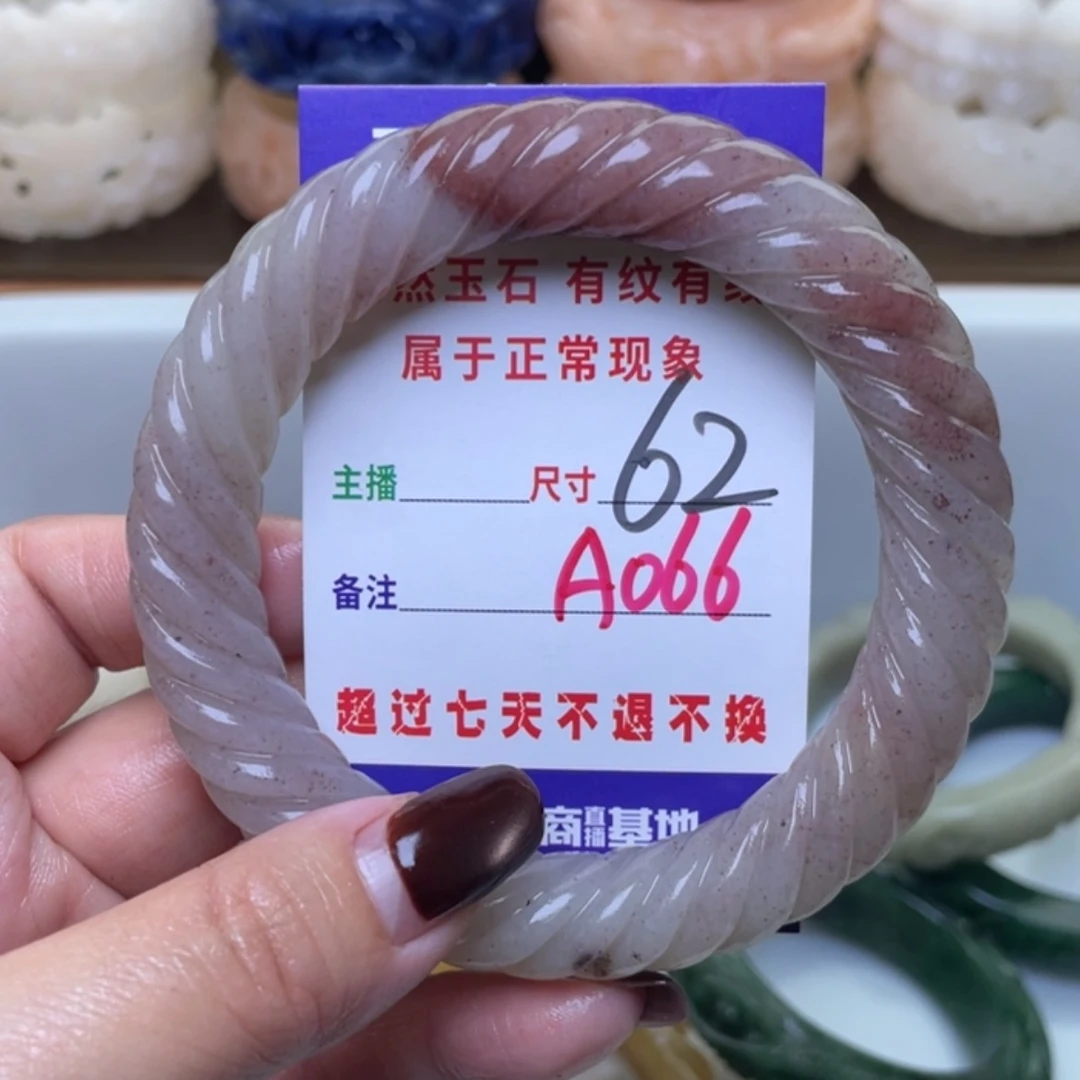 然玉石 有纹有
属于正常现象
主播 尺寸 62
备注 A066
超过七天不退不换
商直播基地